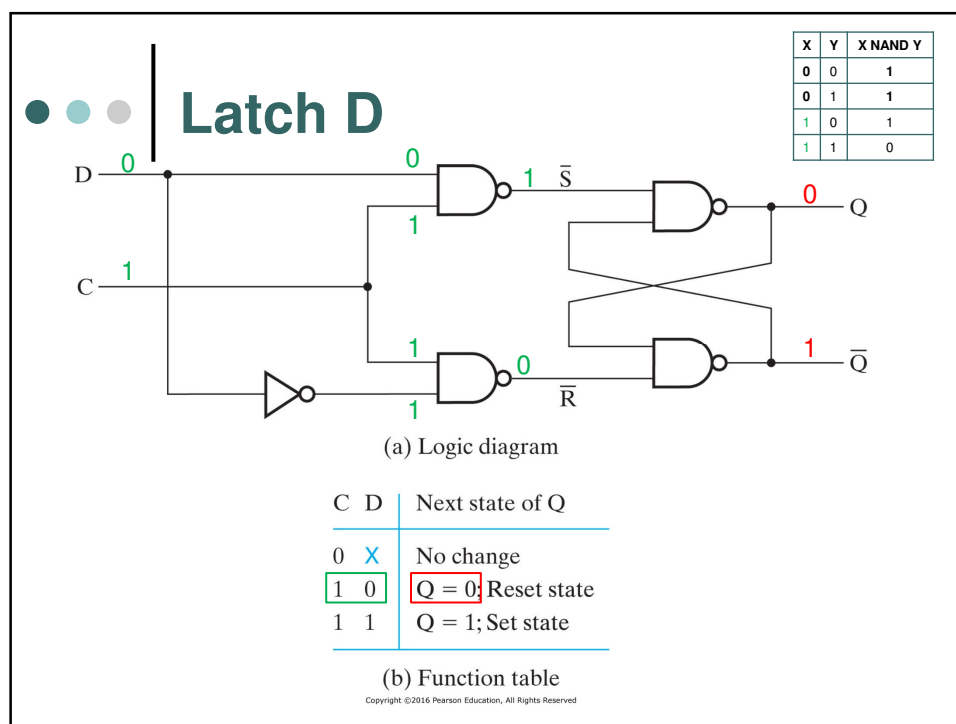 Latch D
X Y X NAND Y
0 0 1
0 1 1
1 0 1
1 1 0
D 0 0 1 S̅ 0 Q
1
C 1
1 0 1 Q̅
1 R̅
(a) Logic diagram
C D Next state of Q
0 X No change
1 0 Q = 0; Reset state
1 1 Q = 1; Set state
(b) Function table
Copyright ©2016 Pearson Education, All Rights Reserved